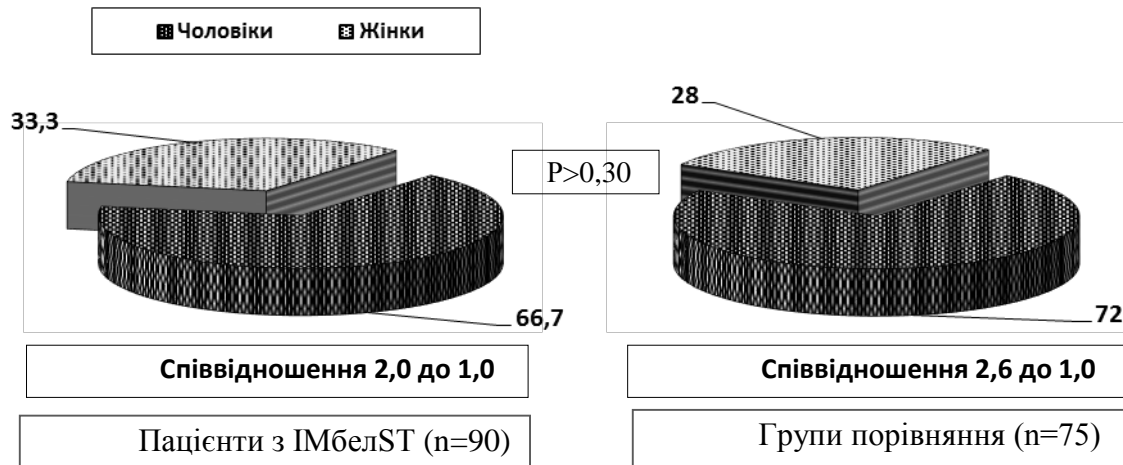 Чоловіки Жінки
33,3
28
P>0,30
66,7
72
Співвідношення 2,0 до 1,0
Співвідношення 2,6 до 1,0
Пацієнти з ІМбелST (n=90)
Групи порівняння (n=75)